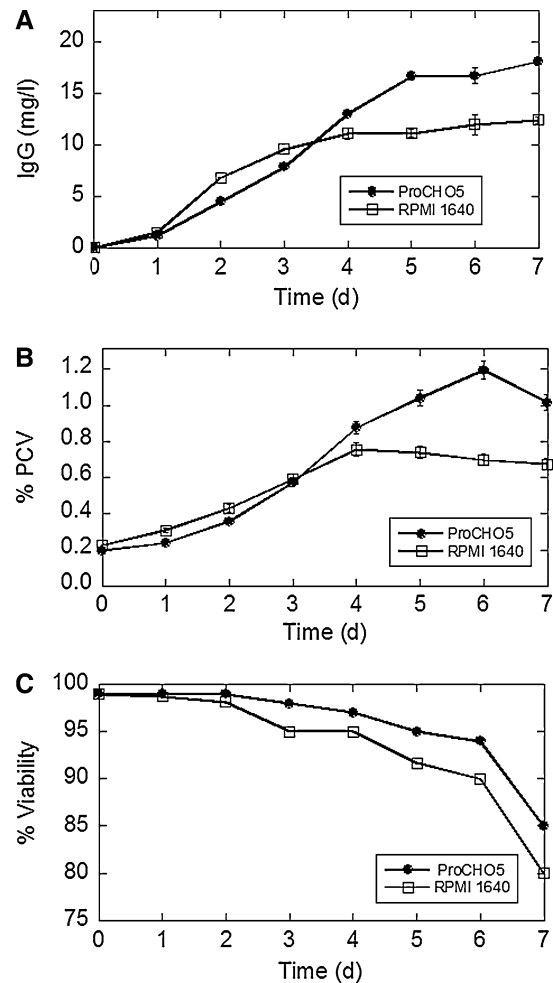 A
IgG (mg/l)
20
15
10
5
0
ProCHO5
RPMI 1640
0 1 2 3 4 5 6 7
Time (d)
B
% PCV
1.2
1.0
0.8
0.6
0.4
0.2
0.0
ProCHO5
RPMI 1640
0 1 2 3 4 5 6 7
Time (d)
C
% Viability
100
95
90
85
80
75
ProCHO5
RPMI 1640
0 1 2 3 4 5 6 7
Time (d)